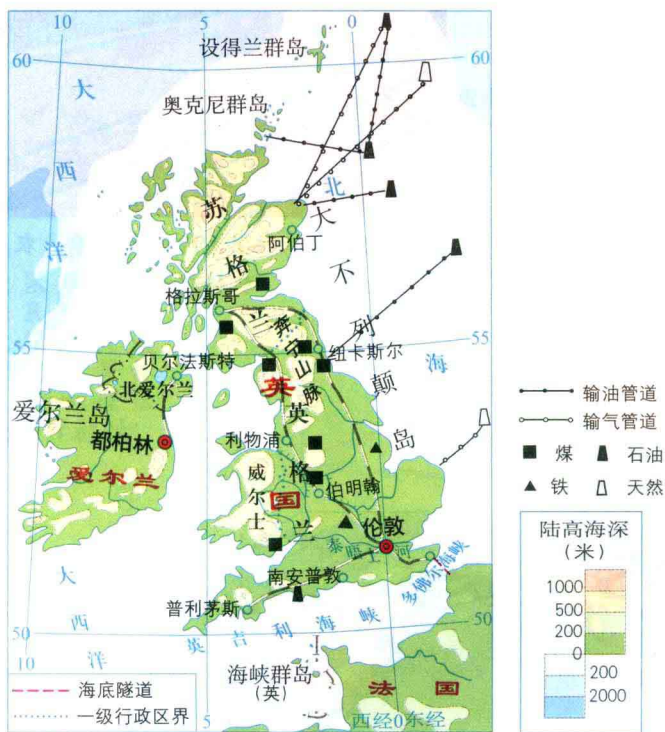 10
5
0
设得兰群岛
60
60
大
奥克尼群岛
西
洋
北
苏
大
阿伯丁
格
不
格拉斯哥
兰
列
奔宁山脉
55
55
纽卡斯尔
海
贝尔法斯特
北爱尔兰
英
颠
爱尔兰岛
英
岛
都柏林
利物浦
格
爱尔兰
威尔士
国
伯明翰
兰
伦敦
泰晤士河
大
南安普敦
多佛尔海峡
西
普利茅斯
50
50
洋
英吉利海峡
10
海峡群岛
(英)
法国
5
西经0东经
海底隧道
一级行政区界
输油管道
输气管道
煤
石油
铁
天然
陆高海深
(米)
1000
500
200
0
200
2000